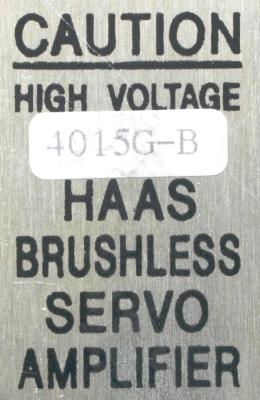 CAUTION
HIGH VOLTAGE
4015G-B
HAAS
BRUSHLESS
SERVO
AMPLIFIER